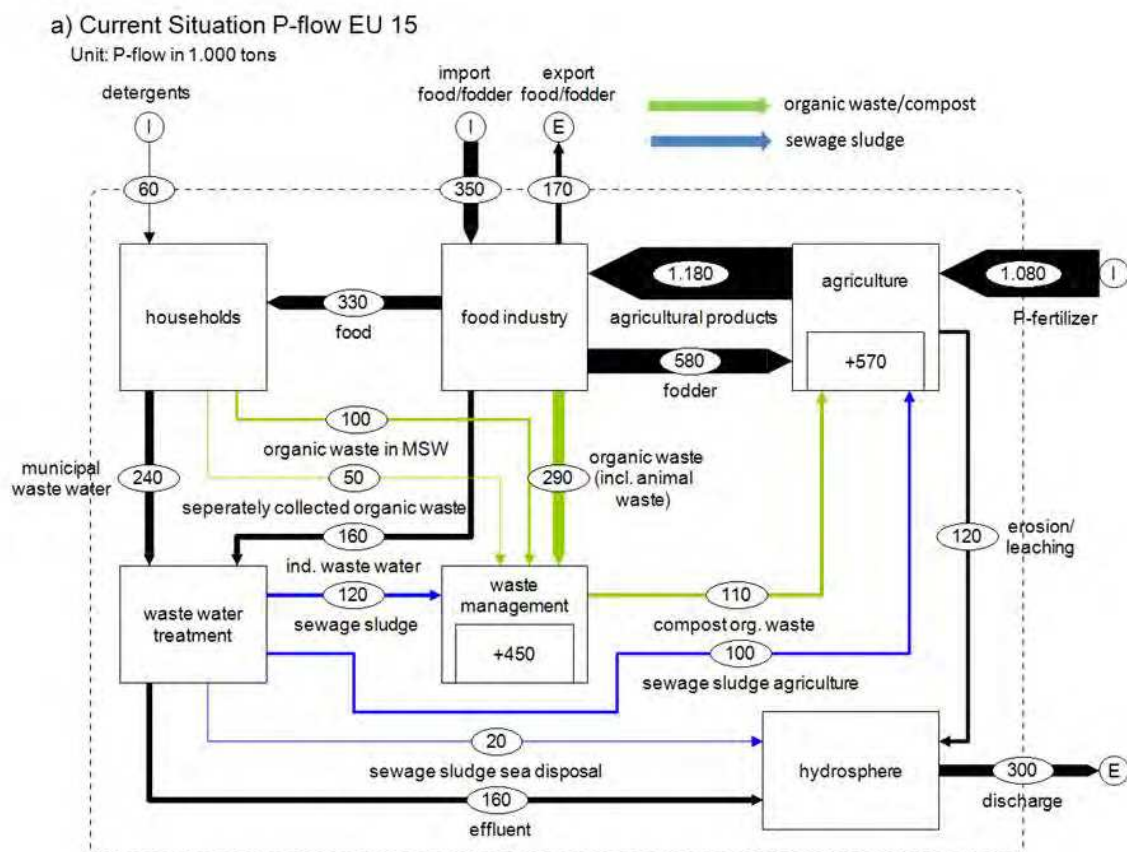 a) Current Situation P-flow EU 15
Unit: P-flow in 1.000 tons
detergents
import
food/fodder
export
food/fodder
organic waste/compost
sewage sludge
I
I
E
60
350
170
households
330
food
food industry
1.180
agricultural products
580
fodder
agriculture
+570
1.080
I
P-fertilizer
100
organic waste in MSW
50
seperately collected organic waste
municipal
waste water
240
290
organic waste
(incl. animal
waste)
160
ind. waste water
120
erosion/
leaching
waste water
treatment
120
sewage sludge
waste
management
+450
110
compost org. waste
100
sewage sludge agriculture
20
sewage sludge sea disposal
160
effluent
hydrosphere
300
discharge
E